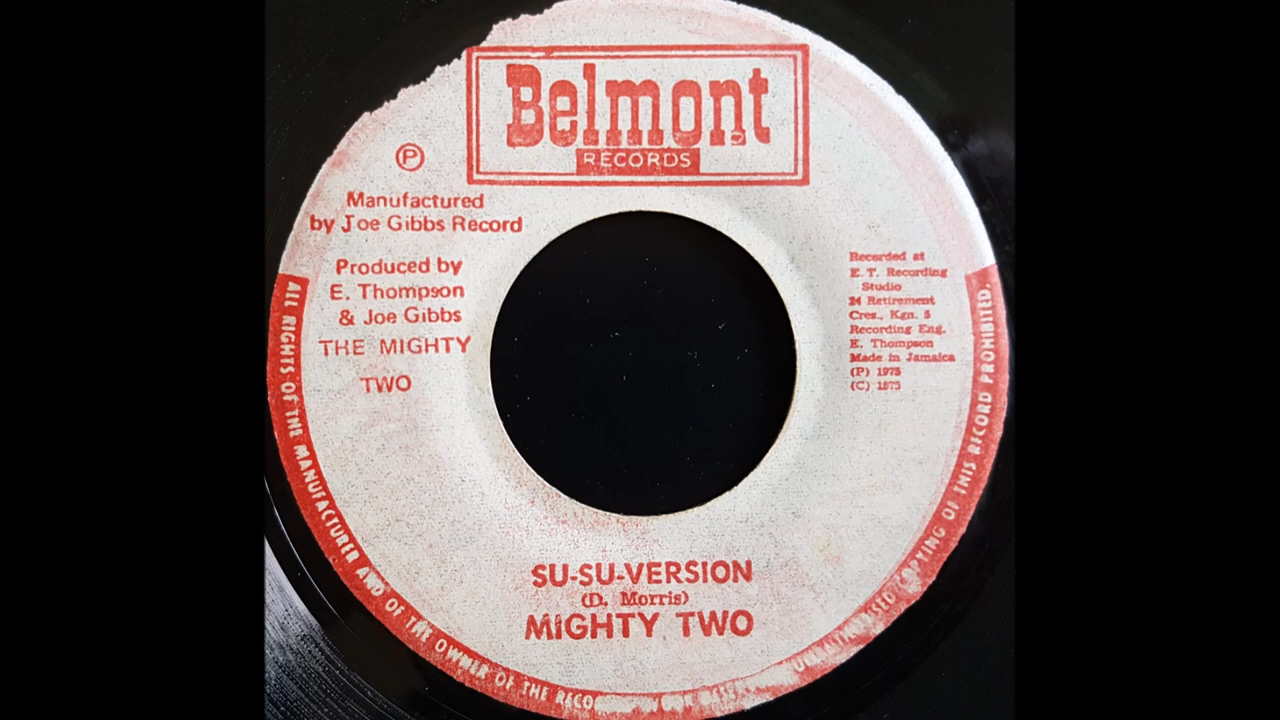 Belmont
RECORDS
℗
Manufactured
by Joe Gibbs Record
Produced by
E. Thompson
& Joe Gibbs
THE MIGHTY
TWO
Recorded at
E. T. Recording
Studio
24 Retirement
Cres., Kgn. 5
Recording Eng.
E. Thompson
Made in Jamaica
(P) 1975
(C) 1975
SU-SU-VERSION
(D. Morris)
MIGHTY TWO
ALL RIGHTS OF THE MANUFACTURER AND OF THE OWNER OF THE RECO COPYING OF THIS RECORD PROHIBITED.